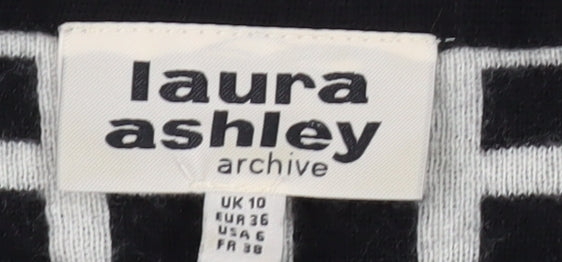 laura
ashley
archive
UK 10
EUR 36
USA 6
FR 38